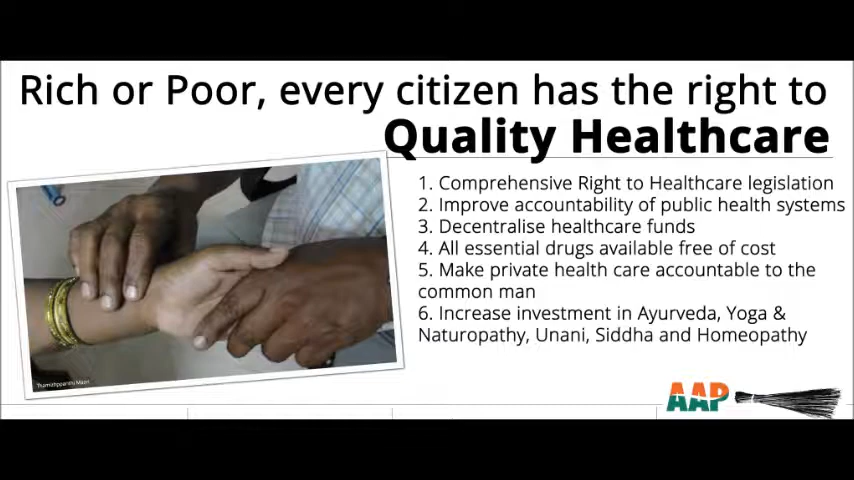 Rich or Poor, every citizen has the right to
Quality Healthcare
1. Comprehensive Right to Healthcare legislation
2. Improve accountability of public health systems
3. Decentralise healthcare funds
4. All essential drugs available free of cost
5. Make private health care accountable to the
common man
6. Increase investment in Ayurveda, Yoga &
Naturopathy, Unani, Siddha and Homeopathy
AAP